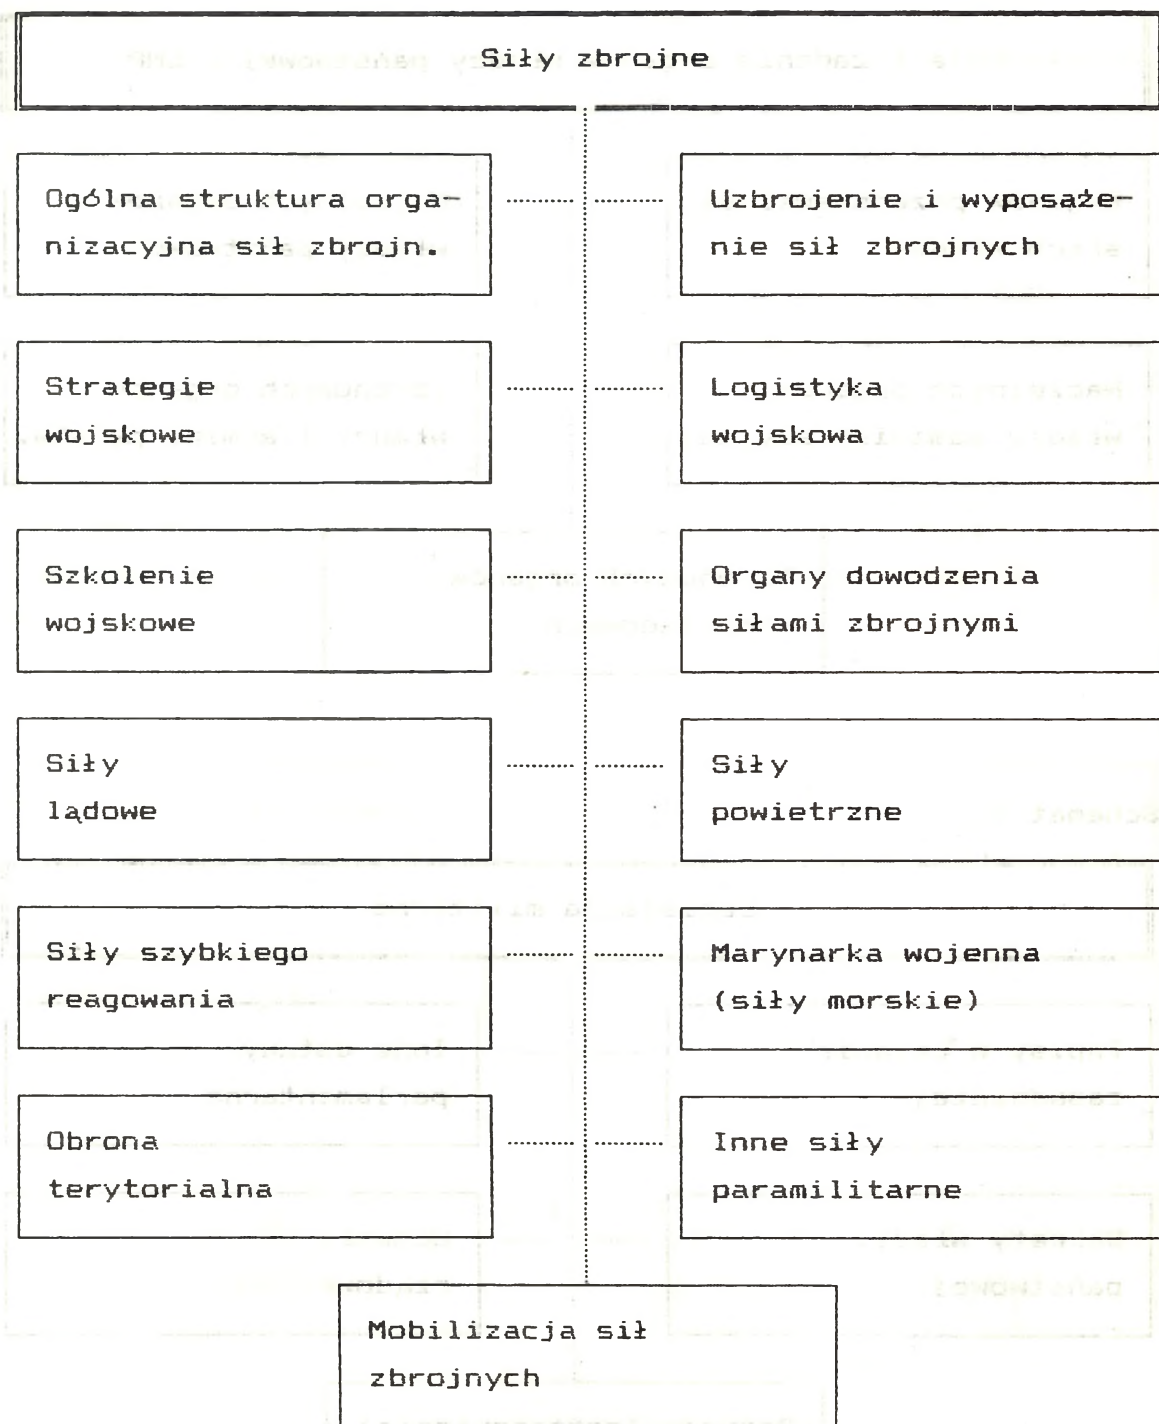 Siły zbrojne
Ogólna struktura orga-
nizacyjna sił zbrojn.
Uzbrojenie i wyposaże-
nie sił zbrojnych
Strategie
wojskowe
Logistyka
wojskowa
Szkolenie
wojskowe
Organy dowodzenia
siłami zbrojnymi
Siły
lądowe
Siły
powietrzne
Siły szybkiego
reagowania
Marynarka wojenna
(siły morskie)
Obrona
terytorialna
Inne siły
paramilitarne
Mobilizacja sił
zbrojnych